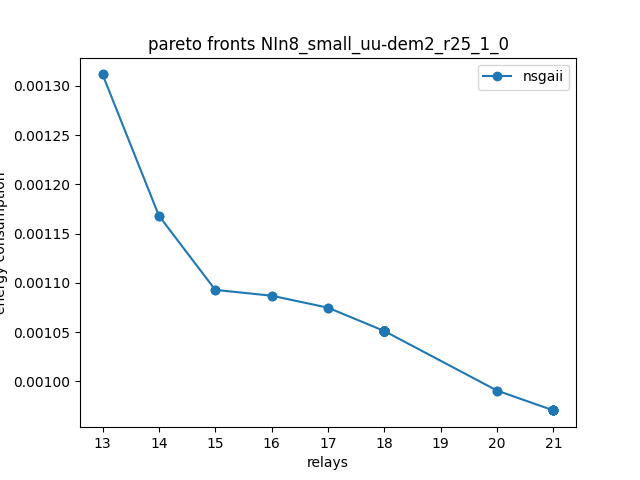 pareto fronts NIn8_small_uu-dem2_r25_1_0
nsgaii
0.00130
0.00125
0.00120
0.00115
0.00110
0.00105
0.00100
energy consumption
13 14 15 16 17 18 19 20 21
relays